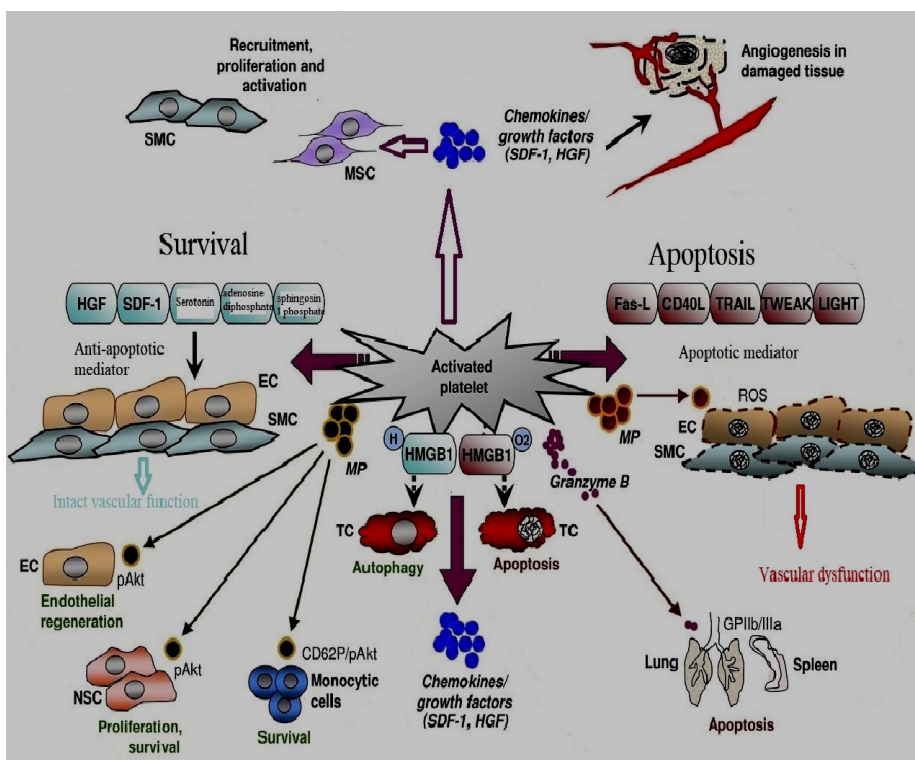 Recruitment,
proliferation and
activation
SMC
MSC
Chemokines/
growth factors
(SDF-1, HGF)
Angiogenesis in
damaged tissue
Survival
HGF
SDF-1
Serotonin
adenosine
diphosphate
sphingosin
1 phosphate
Anti-apoptotic
mediator
EC
SMC
Intact vascular function
Apoptosis
Fas-L
CD40L
TRAIL
TWEAK
LIGHT
Apoptotic mediator
ROS
EC
SMC
Vascular dysfunction
Activated
platelet
MP
H
HMGB1
HMGB1
O2
MP
Granzyme B
TC
Autophagy
TC
Apoptosis
EC
pAkt
Endothelial
regeneration
NSC
pAkt
Proliferation,
survival
CD62P/pAkt
Monocytic
cells
Survival
Chemokines/
growth factors
(SDF-1, HGF)
GPIIb/IIIa
Lung
Spleen
Apoptosis